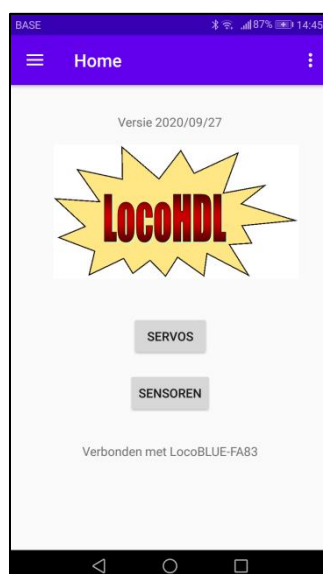 BASE 87% 14:45
Home
Versie 2020/09/27
LocoHDL
SERVOS
SENSOREN
Verbonden met LocoBLUE-FA83